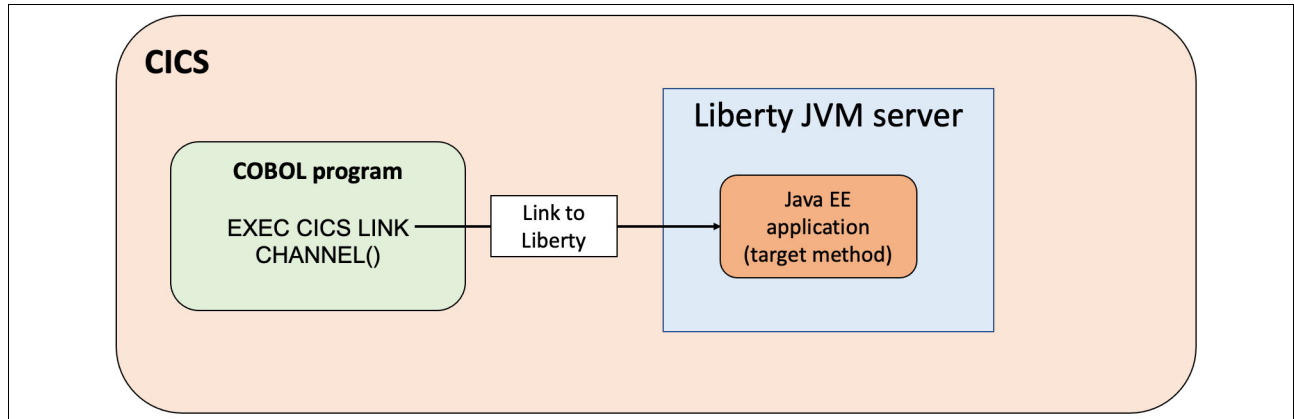 CICS
Liberty JVM server
COBOL program
EXEC CICS LINK
CHANNEL()
Link to
Liberty
Java EE
application
(target method)